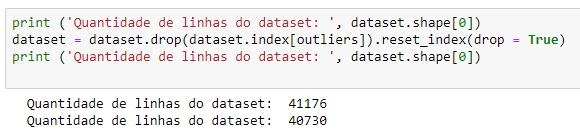 print ('Quantidade de linhas do dataset: ', dataset.shape[0])
dataset = dataset.drop(dataset.index[outliers]).reset_index(drop = True)
print ('Quantidade de linhas do dataset: ', dataset.shape[0])
Quantidade de linhas do dataset:  41176
Quantidade de linhas do dataset:  40730